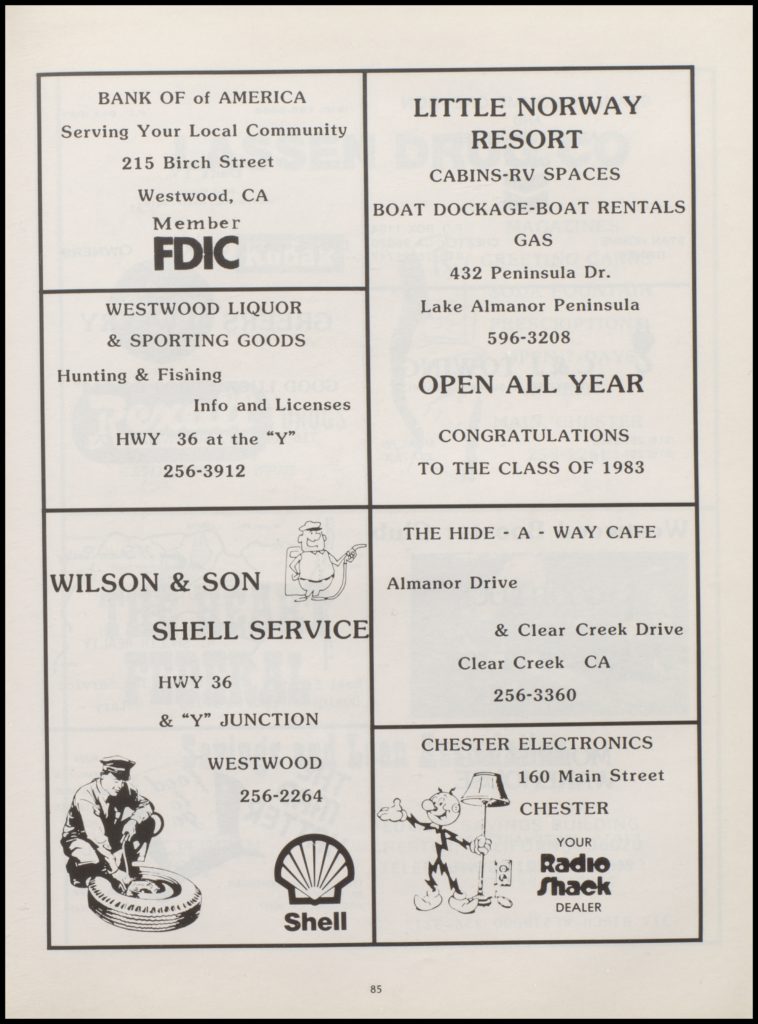 BANK OF of AMERICA
Serving Your Local Community
215 Birch Street
Westwood, CA
Member
FDIC
WESTWOOD LIQUOR
& SPORTING GOODS
Hunting & Fishing
Info and Licenses
HWY 36 at the “Y”
256-3912
WILSON & SON
SHELL SERVICE
HWY 36
& “Y” JUNCTION
WESTWOOD
256-2264
Shell
LITTLE NORWAY
RESORT
CABINS-RV SPACES
BOAT DOCKAGE-BOAT RENTALS
GAS
432 Peninsula Dr.
Lake Almanor Peninsula
596-3208
OPEN ALL YEAR
CONGRATULATIONS
TO THE CLASS OF 1983
THE HIDE - A - WAY CAFE
Almanor Drive
& Clear Creek Drive
Clear Creek CA
256-3360
CHESTER ELECTRONICS
160 Main Street
CHESTER
YOUR
Radio
Shack
DEALER
85